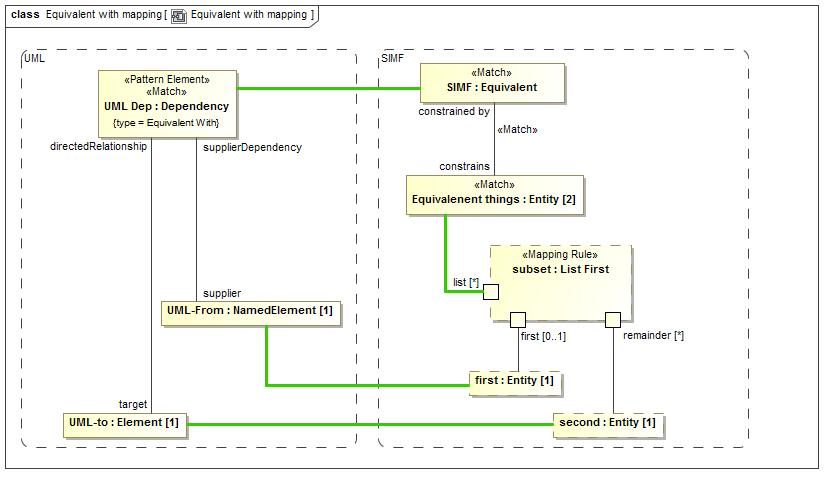 class Equivalent with mapping [ Equivalent with mapping ]
UML
SIMF
«Pattern Element»
«Match»
UML Dep : Dependency
{type = Equivalent With}
«Match»
SIMF : Equivalent
constrained by
«Match»
directedRelationship
supplierDependency
constrains
«Match»
Equivalenent things : Entity [2]
«Mapping Rule»
subset : List First
list [*]
supplier
UML-From : NamedElement [1]
first [0..1]
remainder [*]
first : Entity [1]
target
UML-to : Element [1]
second : Entity [1]